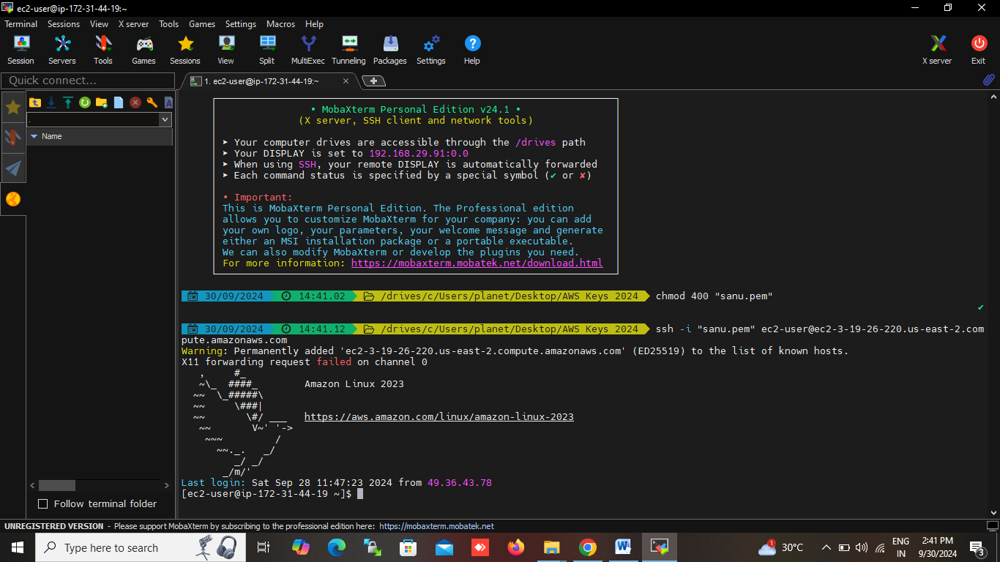 ec2-user@ip-172-31-44-19:~
Terminal Sessions View X server Tools Games Settings Macros Help
Session Servers Tools Games Sessions View Split MultiExec Tunneling Packages Settings Help X server Exit
Quick connect...
1. ec2-user@ip-172-31-44-19:~
.
Name
• MobaXterm Personal Edition v24.1 •
(X server, SSH client and network tools)
➤ Your computer drives are accessible through the /drives path
➤ Your DISPLAY is set to 192.168.29.91:0.0
➤ When using SSH, your remote DISPLAY is automatically forwarded
➤ Each command status is specified by a special symbol (✔ or ✘)
• Important:
This is MobaXterm Personal Edition. The Professional edition
allows you to customize MobaXterm for your company: you can add
your own logo, your parameters, your welcome message and generate
either an MSI installation package or a portable executable.
We can also modify MobaXterm or develop the plugins you need.
For more information: https://mobaxterm.mobatek.net/download.html
30/09/2024 14:41.02 /drives/c/Users/planet/Desktop/AWS Keys 2024 chmod 400 "sanu.pem"
✔
30/09/2024 14:41.12 /drives/c/Users/planet/Desktop/AWS Keys 2024 ssh -i "sanu.pem" ec2-user@ec2-3-19-26-220.us-east-2.com
pute.amazonaws.com
Warning: Permanently added 'ec2-3-19-26-220.us-east-2.compute.amazonaws.com' (ED25519) to the list of known hosts.
X11 forwarding request failed on channel 0
   ,     #_
   ~\_  ####_        Amazon Linux 2023
  ~~  \_#####\
  ~~     \###|
  ~~       \#/ ___   https://aws.amazon.com/linux/amazon-linux-2023
   ~~       V~' '->
    ~~~         /
      ~~._.   _/
         _/ _/
       _/m/'
Last login: Sat Sep 28 11:47:23 2024 from 49.36.43.78
[ec2-user@ip-172-31-44-19 ~]$
Follow terminal folder
UNREGISTERED VERSION - Please support MobaXterm by subscribing to the professional edition here: https://mobaxterm.mobatek.net
Type here to search
1
30°C
ENG
IN
2:41 PM
9/30/2024
3